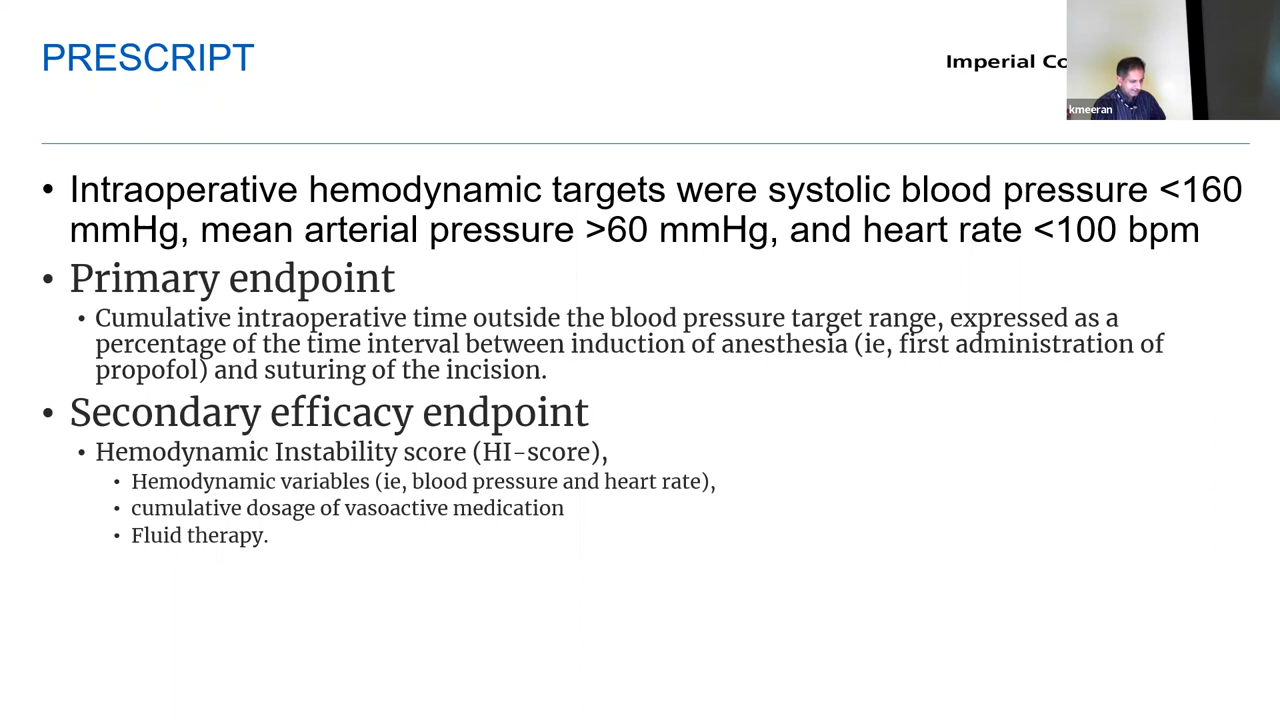 PRESCRIPT
Imperial Co
kmeeran
• Intraoperative hemodynamic targets were systolic blood pressure <160
mmHg, mean arterial pressure >60 mmHg, and heart rate <100 bpm
• Primary endpoint
• Cumulative intraoperative time outside the blood pressure target range, expressed as a
percentage of the time interval between induction of anesthesia (ie, first administration of
propofol) and suturing of the incision.
• Secondary efficacy endpoint
• Hemodynamic Instability score (HI-score),
• Hemodynamic variables (ie, blood pressure and heart rate),
• cumulative dosage of vasoactive medication
• Fluid therapy.